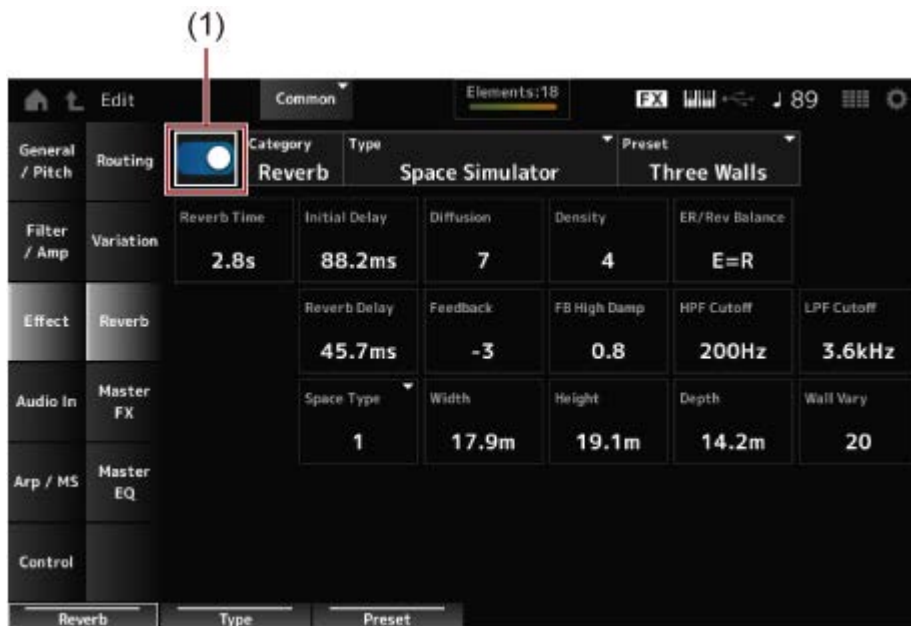 (1)
Edit
Common
Elements:18
FX
♩ 89
General / Pitch
Routing
Category
Reverb
Type
Space Simulator
Preset
Three Walls
Filter / Amp
Variation
Reverb Time
2.8s
Initial Delay
88.2ms
Diffusion
7
Density
4
ER/Rev Balance
E=R
Effect
Reverb
Reverb Delay
45.7ms
Feedback
-3
FB High Damp
0.8
HPF Cutoff
200Hz
LPF Cutoff
3.6kHz
Audio In
Master FX
Space Type
1
Width
17.9m
Height
19.1m
Depth
14.2m
Wall Vary
20
Arp / MS
Master EQ
Control
Reverb
Type
Preset